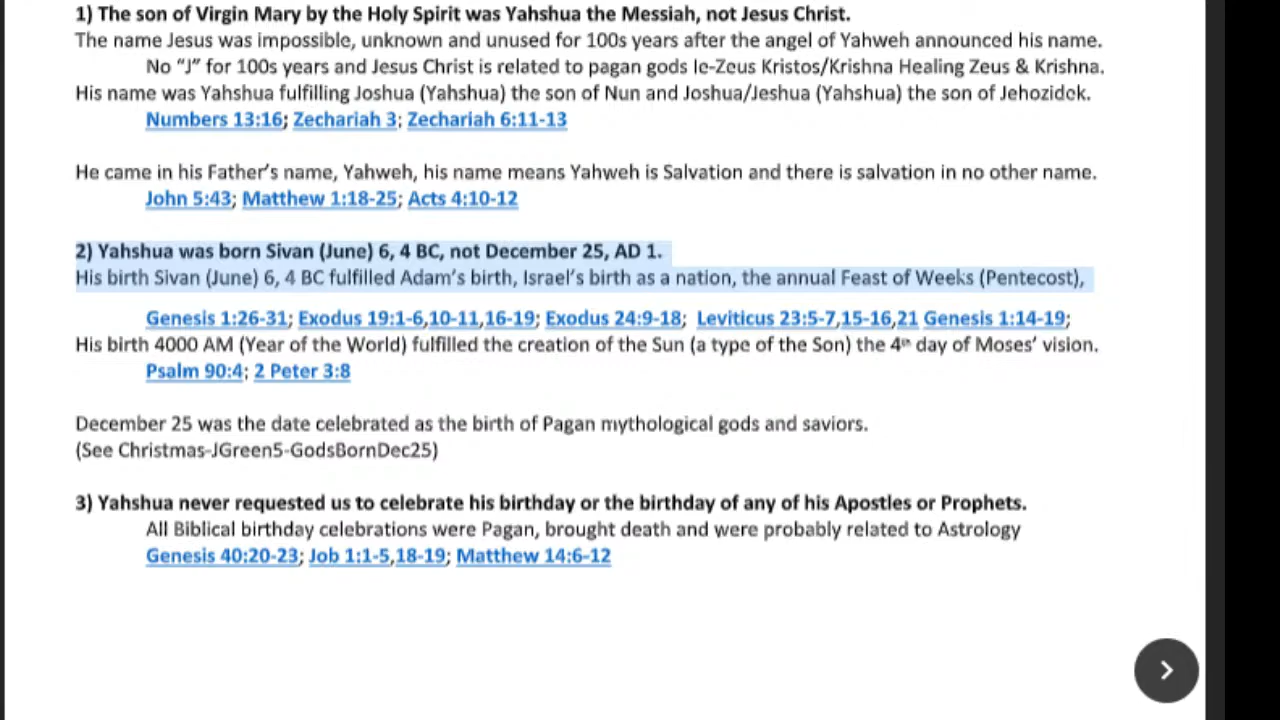 1) The son of Virgin Mary by the Holy Spirit was Yahshua the Messiah, not Jesus Christ.
The name Jesus was impossible, unknown and unused for 100s years after the angel of Yahweh announced his name.
No “J” for 100s years and Jesus Christ is related to pagan gods Ie-Zeus Kristos/Krishna Healing Zeus & Krishna.
His name was Yahshua fulfilling Joshua (Yahshua) the son of Nun and Joshua/Jeshua (Yahshua) the son of Jehozidek.
Numbers 13:16; Zechariah 3; Zechariah 6:11-13
He came in his Father’s name, Yahweh, his name means Yahweh is Salvation and there is salvation in no other name.
John 5:43; Matthew 1:18-25; Acts 4:10-12
2) Yahshua was born Sivan (June) 6, 4 BC, not December 25, AD 1.
His birth Sivan (June) 6, 4 BC fulfilled Adam’s birth, Israel’s birth as a nation, the annual Feast of Weeks (Pentecost),
Genesis 1:26-31; Exodus 19:1-6,10-11,16-19; Exodus 24:9-18; Leviticus 23:5-7,15-16,21 Genesis 1:14-19;
His birth 4000 AM (Year of the World) fulfilled the creation of the Sun (a type of the Son) the 4th day of Moses’ vision.
Psalm 90:4; 2 Peter 3:8
December 25 was the date celebrated as the birth of Pagan mythological gods and saviors.
(See Christmas-JGreen5-GodsBornDec25)
3) Yahshua never requested us to celebrate his birthday or the birthday of any of his Apostles or Prophets.
All Biblical birthday celebrations were Pagan, brought death and were probably related to Astrology
Genesis 40:20-23; Job 1:1-5,18-19; Matthew 14:6-12